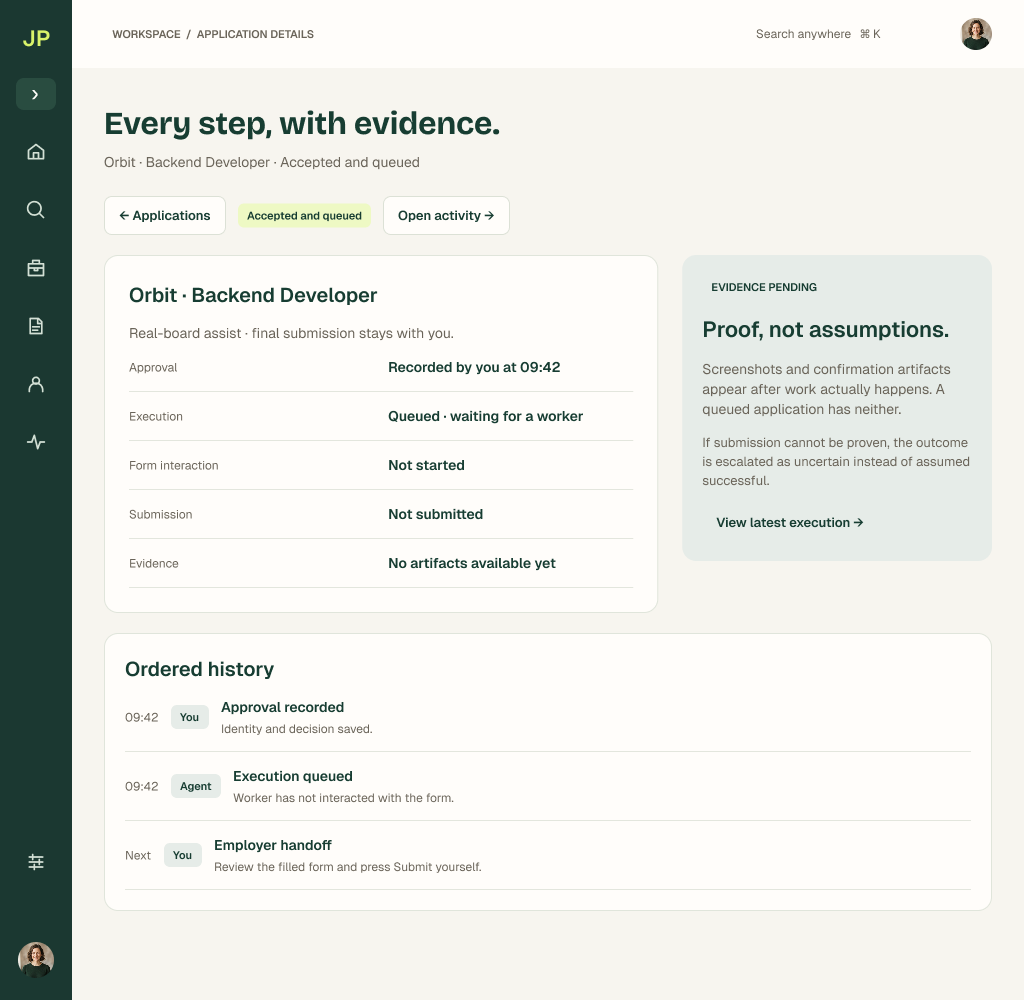 JP
WORKSPACE / APPLICATION DETAILS
Search anywhere ⌘ K
Every step, with evidence.
Orbit · Backend Developer · Accepted and queued
← Applications
Accepted and queued
Open activity →
Orbit · Backend Developer
Real-board assist · final submission stays with you.
Approval Recorded by you at 09:42
Execution Queued · waiting for a worker
Form interaction Not started
Submission Not submitted
Evidence No artifacts available yet
EVIDENCE PENDING
Proof, not assumptions.
Screenshots and confirmation artifacts
appear after work actually happens. A
queued application has neither.
If submission cannot be proven, the outcome
is escalated as uncertain instead of assumed
successful.
View latest execution →
Ordered history
09:42 You Approval recorded
Identity and decision saved.
09:42 Agent Execution queued
Worker has not interacted with the form.
Next You Employer handoff
Review the filled form and press Submit yourself.